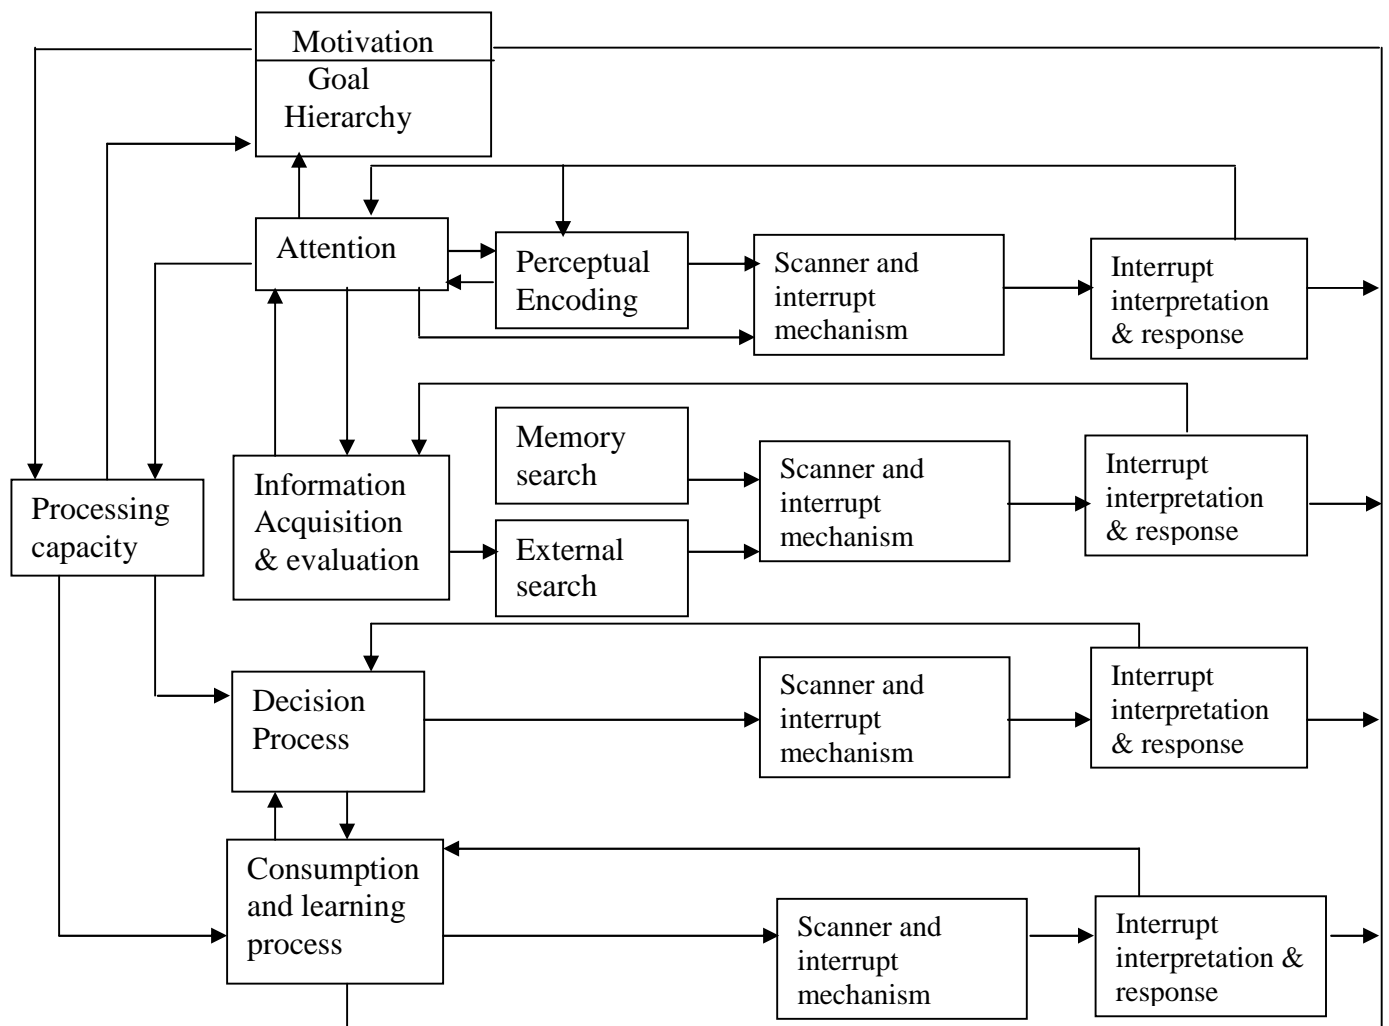 Motivation
Goal
Hierarchy
Attention
Perceptual
Encoding
Scanner and
interrupt
mechanism
Interrupt
interpretation
& response
Memory
search
Information
Acquisition
& evaluation
External
search
Scanner and
interrupt
mechanism
Interrupt
interpretation
& response
Processing
capacity
Decision
Process
Scanner and
interrupt
mechanism
Interrupt
interpretation
& response
Consumption
and learning
process
Scanner and
interrupt
mechanism
Interrupt
interpretation &
response